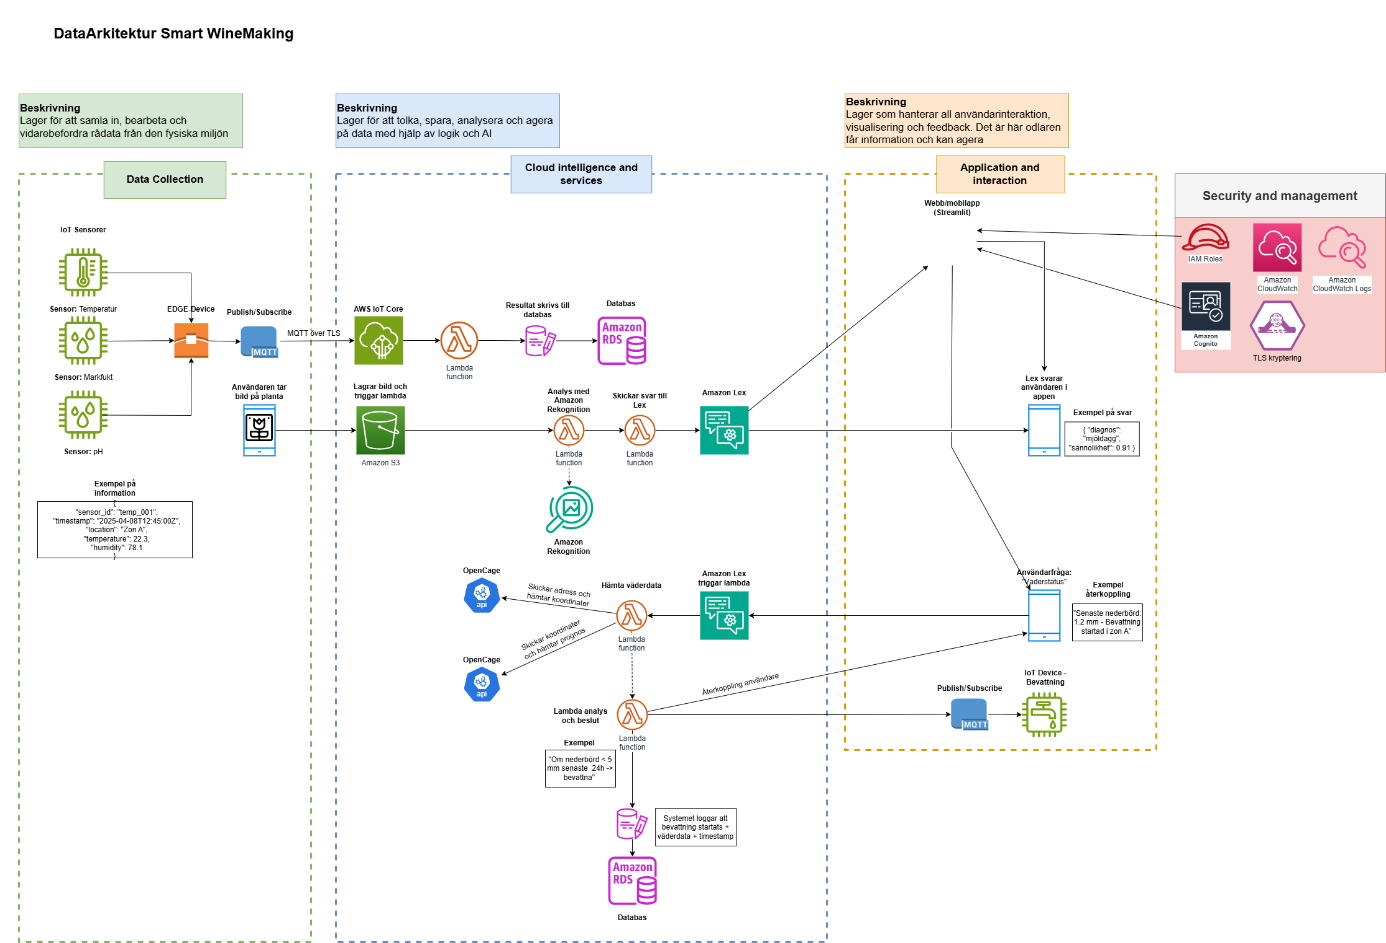 DataArkitektur Smart WineMaking
Beskrivning
Lager för att samla in, bearbeta och
vidarebefordra rådata från den fysiska miljön
Beskrivning
Lager för att tolka, spara, analysera och agera
på data med hjälp av logik och AI
Beskrivning
Lager som hanterar all användarinteraktion,
visualisering och feedback. Det är här odlaren
får information och kan agera
Data Collection
Cloud intelligence and
services
Application and
interaction
Security and management
IoT Sensorer
Sensor: Temperatur
Sensor: Markfukt
Sensor: pH
EDGE-Device
Publish/Subscribe
MQTT
MQTT över TLS
Användaren tar
bild på planta
Exempel på
information
{
"sensor_id": "temp_001",
"timestamp": "2025-04-08T12:45:00Z",
"location": "Zon A",
"temperature": 22.3,
"humidity": 78.1
}
AWS IoT Core
Lambda
function
Resultat skrivs till
databas
Databas
Amazon
RDS
Lagrar bild och
triggar lambda
Amazon S3
Analys med
Amazon
Rekognition
Lambda
function
Skickar svar till
Lex
Lambda
function
Amazon Lex
Amazon
Rekognition
OpenCage
api
Skickar adress och
hämtar koordinater
Hämta väderdata
Lambda
function
Amazon Lex
triggar lambda
OpenCage
api
Skickar koordinater
och hämtar prognos
Lambda analys
och beslut
Lambda
function
Återkoppling användare
Exempel
"Om nederbörd < 5
mm senaste 24h ->
bevattna"
Systemet loggar att
bevattning startats +
väderdata + timestamp
Amazon
RDS
Databas
Webb/mobilapp
(Streamlit)
Lex svarar
användaren i
appen
Exempel på svar
{ "diagnos":
"mjöldagg",
"sannolikhet": 0.91 }
Användarfråga:
"Väderstatus"
Exempel
återkoppling
"Senaste nederbörd:
1.2 mm - Bevattning
startad i zon A"
Publish/Subscribe
MQTT
IoT Device -
Bevattning
IAM Roles
Amazon
CloudWatch
Amazon
CloudWatch Logs
Amazon
Cognito
TLS kryptering